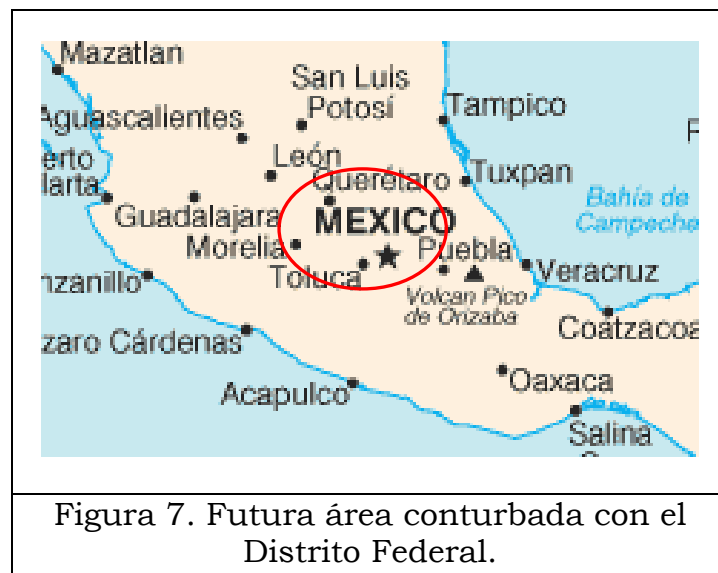 Mazatlan
San Luis
Potosí
Tampico
Aguascalientes
León
erto
larta
Querétaro
Tuxpan
Bahía de
Campeche
Guadalajara
MEXICO
Morelia
Puebla
Toluca
Veracruz
nzanillo
Volcan Pico
de Orizaba
Coatzacoa
zaro Cárdenas
Acapulco
Oaxaca
Salina
Figura 7. Futura área conturbada con el
Distrito Federal.